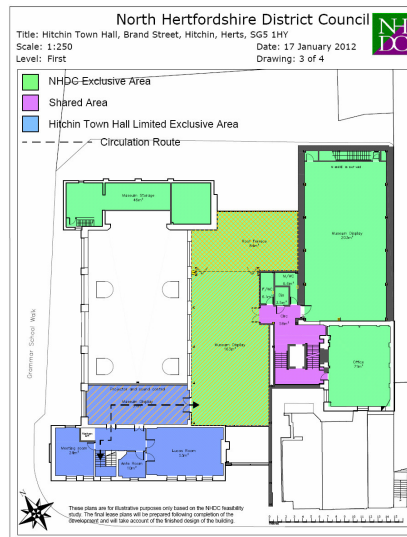 North Hertfordshire District Council
NH
DC
Title: Hitchin Town Hall, Brand Street, Hitchin, Herts, SG5 1HY
Scale: 1:250
Date: 17 January 2012
Level: First
Drawing: 3 of 4
NHDC Exclusive Area
Shared Area
Hitchin Town Hall Limited Exclusive Area
Circulation Route
Museum Storage
Museum Display
Roof Terrace
Museum Display
Office
Museum Display
Meeting Room
Grammar School Walk
N
These plans are for illustrative purposes only based on the NHDC feasibility
study. The final lease plans will be prepared following completion of the
development and will take account of the finished design of the building.